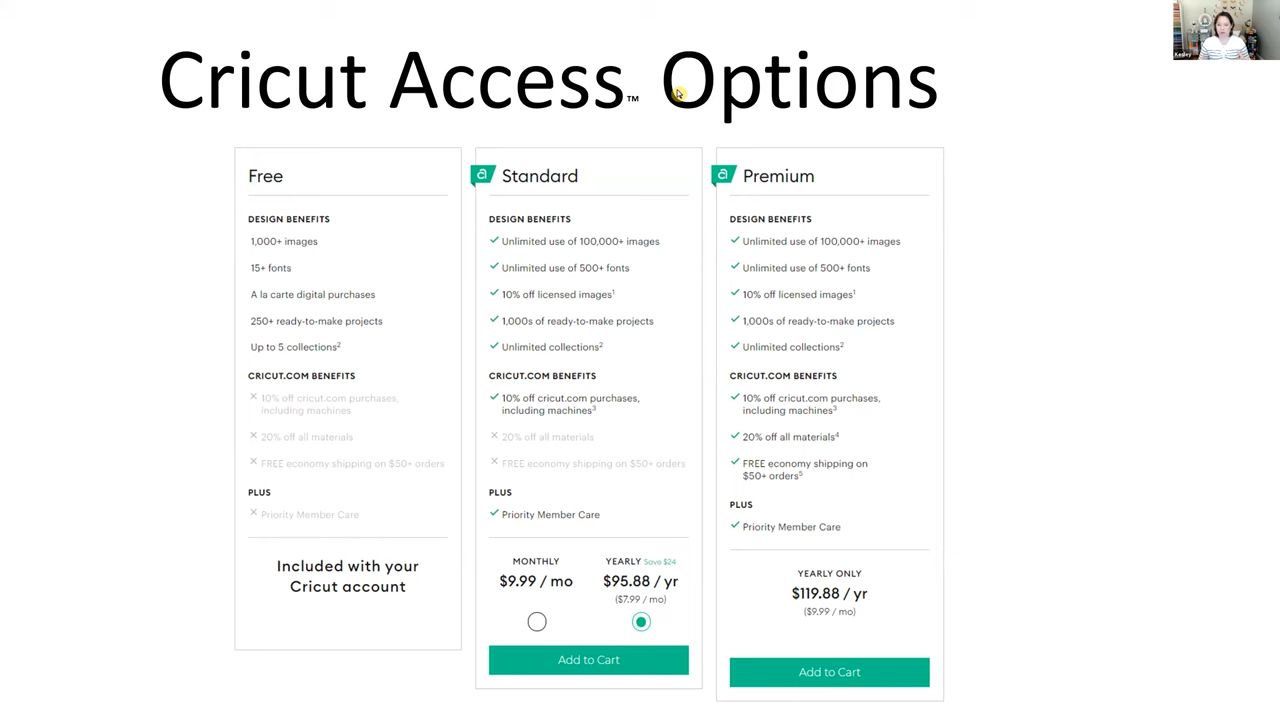 Cricut Access™ Options
Free
DESIGN BENEFITS
1,000+ images
15+ fonts
A la carte digital purchases
250+ ready-to-make projects
Up to 5 collections²
CRICUT.COM BENEFITS
10% off cricut.com purchases,
including machines
20% off all materials
FREE economy shipping on $50+ orders
PLUS
Priority Member Care
Included with your
Cricut account
a Standard
DESIGN BENEFITS
Unlimited use of 100,000+ images
Unlimited use of 500+ fonts
10% off licensed images¹
1,000s of ready-to-make projects
Unlimited collections²
CRICUT.COM BENEFITS
10% off cricut.com purchases,
including machines³
20% off all materials
FREE economy shipping on $50+ orders
PLUS
Priority Member Care
MONTHLY
$9.99 / mo
YEARLY Save $24
$95.88 / yr
($7.99 / mo)
Add to Cart
a Premium
DESIGN BENEFITS
Unlimited use of 100,000+ images
Unlimited use of 500+ fonts
10% off licensed images¹
1,000s of ready-to-make projects
Unlimited collections²
CRICUT.COM BENEFITS
10% off cricut.com purchases,
including machines³
20% off all materials⁴
FREE economy shipping on
$50+ orders⁵
PLUS
Priority Member Care
YEARLY ONLY
$119.88 / yr
($9.99 / mo)
Add to Cart